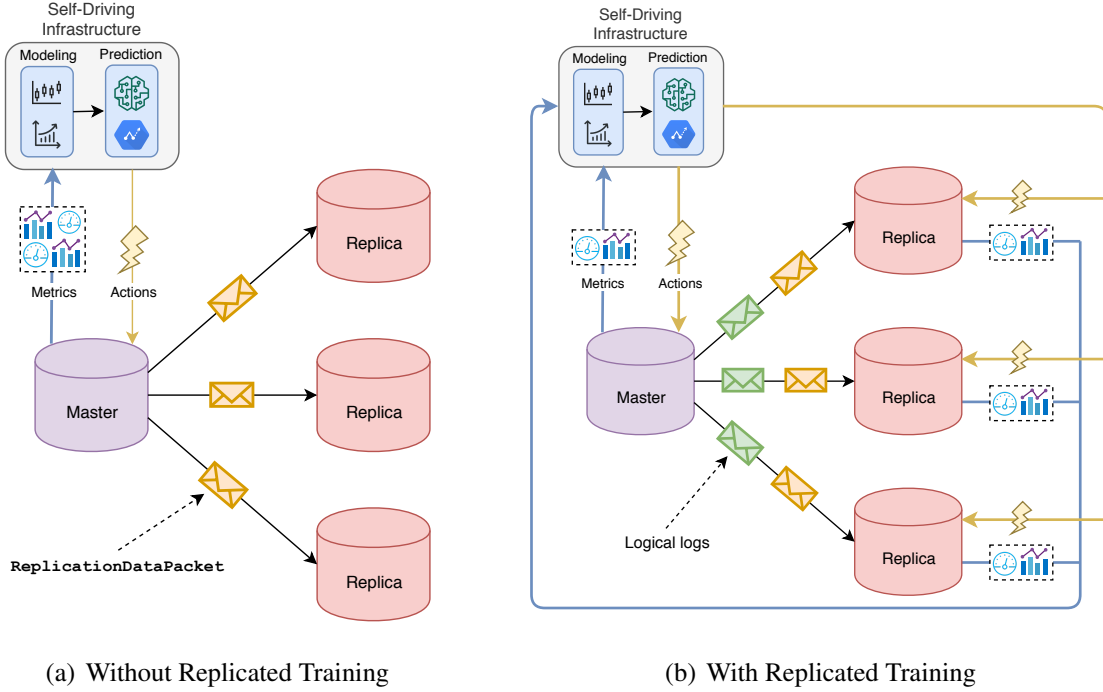 Self-Driving
Infrastructure
Modeling
Prediction
Metrics
Actions
Replica
Master
Replica
ReplicationDataPacket
Replica
(a) Without Replicated Training
Self-Driving
Infrastructure
Modeling
Prediction
Metrics
Actions
Replica
Master
Replica
Logical logs
Replica
(b) With Replicated Training